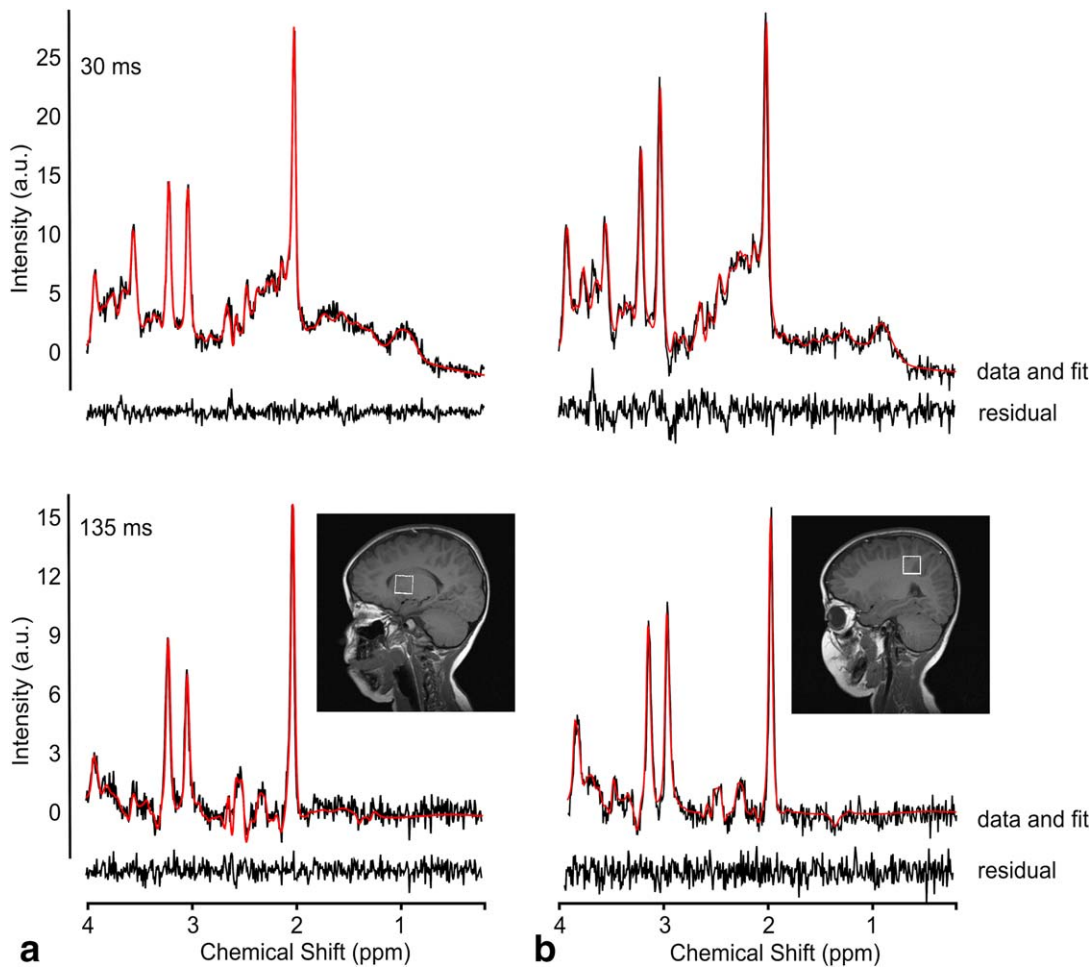 25
30 ms
20
15
10
5
0
Intensity (a.u.)
data and fit
residual
15
135 ms
12
9
6
3
0
Intensity (a.u.)
data and fit
residual
4 3 2 1
4 3 2 1
a Chemical Shift (ppm)
b Chemical Shift (ppm)